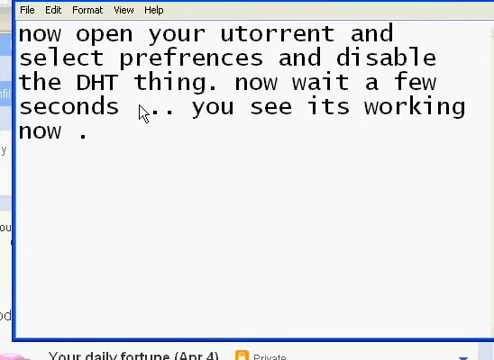 File Edit Format View Help
now open your utorrent and
select prefrences and disable
the DHT thing. now wait a few
seconds ... you see its working
now .
Your daily fortune (Apr 4) Private